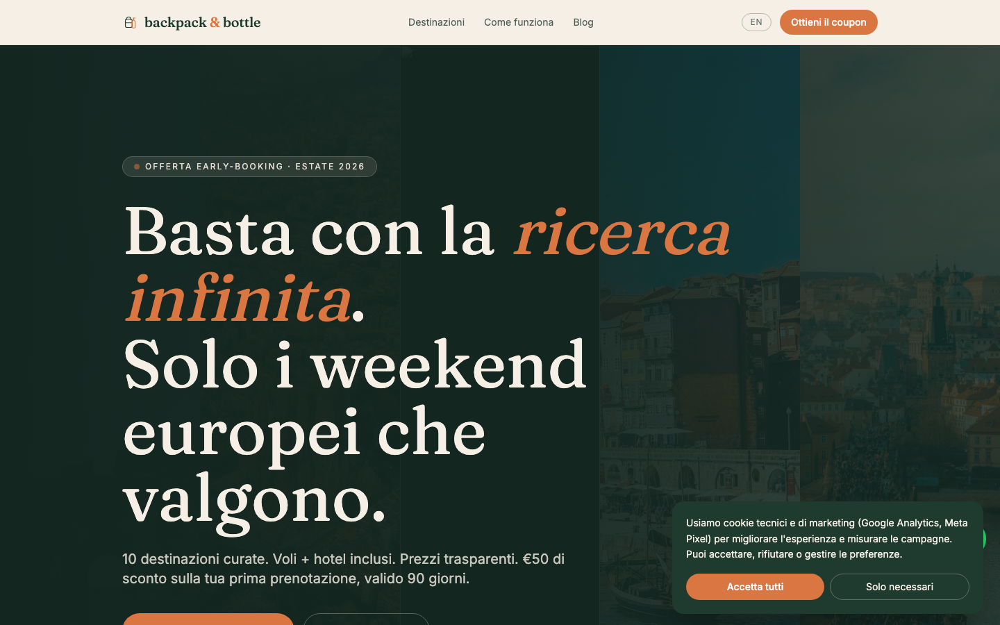 backpack & bottle
Destinazioni
Come funziona
Blog
EN
Ottieni il coupon
OFFERTA EARLY-BOOKING · ESTATE 2026
Basta con la ricerca
infinita.
Solo i weekend
europei che
valgono.
10 destinazioni curate. Voli + hotel inclusi. Prezzi trasparenti. €50 di
sconto sulla tua prima prenotazione, valido 90 giorni.
Usiamo cookie tecnici e di marketing (Google Analytics, Meta
Pixel) per migliorare l'esperienza e misurare le campagne.
Puoi accettare, rifiutare o gestire le preferenze.
Accetta tutti
Solo necessari